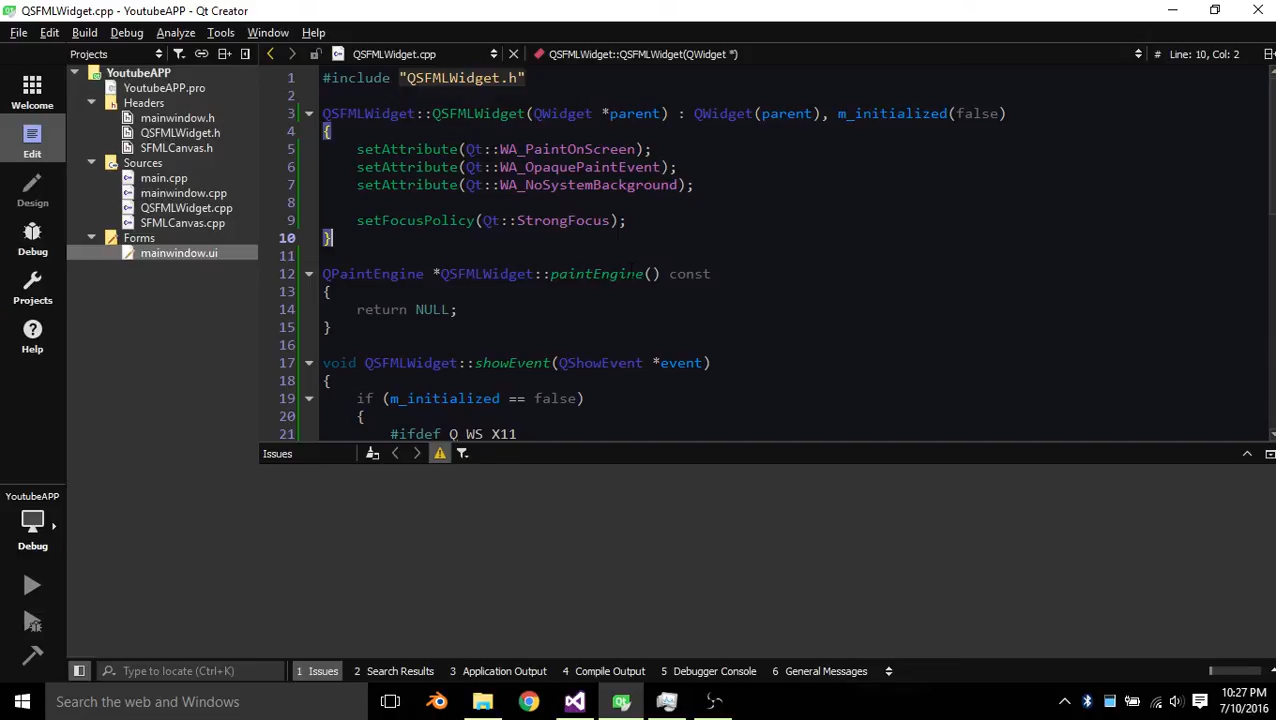 QSFMLWidget.cpp - YoutubeAPP - Qt Creator
File Edit Build Debug Analyze Tools Window Help
Projects
QSFMLWidget.cpp
QSFMLWidget::QSFMLWidget(QWidget *)
# Line: 10, Col: 2
Welcome
Edit
Design
Debug
Projects
Help
YoutubeAPP
Debug
YoutubeAPP
YoutubeAPP.pro
Headers
mainwindow.h
QSFMLWidget.h
SFMLCanvas.h
Sources
main.cpp
mainwindow.cpp
QSFMLWidget.cpp
SFMLCanvas.cpp
Forms
mainwindow.ui
1 #include "QSFMLWidget.h"
2
3 QSFMLWidget::QSFMLWidget(QWidget *parent) : QWidget(parent), m_initialized(false)
4 {
5 setAttribute(Qt::WA_PaintOnScreen);
6 setAttribute(Qt::WA_OpaquePaintEvent);
7 setAttribute(Qt::WA_NoSystemBackground);
8
9 setFocusPolicy(Qt::StrongFocus);
10 }
11
12 QPaintEngine *QSFMLWidget::paintEngine() const
13 {
14 return NULL;
15 }
16
17 void QSFMLWidget::showEvent(QShowEvent *event)
18 {
19 if (m_initialized == false)
20 {
21 #ifdef Q_WS_X11
Issues
Type to locate (Ctrl+K)
1 Issues 2 Search Results 3 Application Output 4 Compile Output 5 Debugger Console 6 General Messages
Search the web and Windows
10:27 PM
7/10/2016